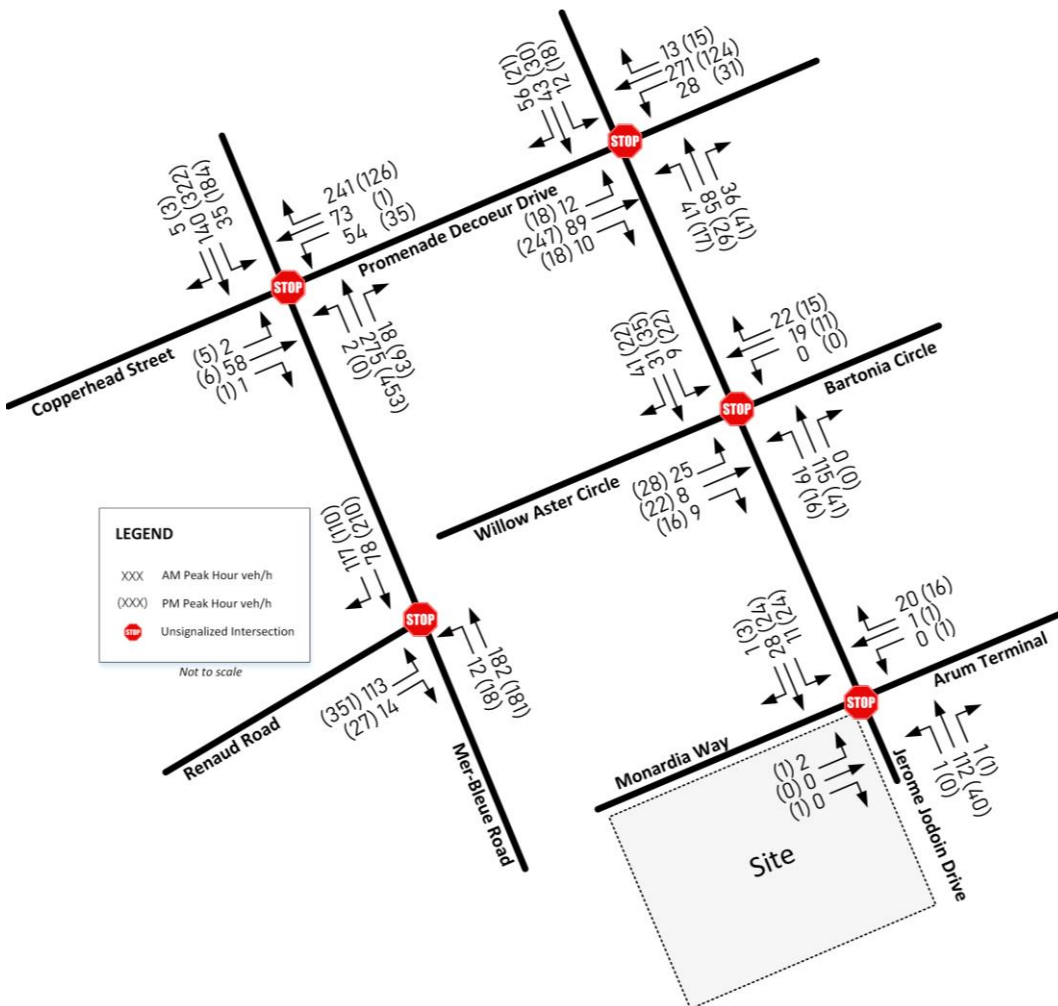 56 (21)
43 (30)
12 (18)
13 (15)
271 (124)
28 (31)
STOP
5 (3)
140 (322)
35 (184)
241 (126)
73 (1)
54 (35)
Promenade Decoeur Drive
(18) 12
(247) 89
(18) 10
41 (17)
85 (26)
36 (41)
STOP
Copperhead Street
(5) 2
(6) 58
(1) 1
2 (0)
275 (453)
18 (93)
41 (22)
31 (35)
9 (22)
22 (15)
19 (11)
0 (0)
Bartonia Circle
STOP
Willow Aster Circle
(28) 25
(22) 8
(16) 9
19 (16)
115 (41)
0 (0)
LEGEND
XXX AM Peak Hour veh/h
(XXX) PM Peak Hour veh/h
STOP Unsignalized Intersection
Not to scale
117 (110)
78 (210)
STOP
12 (18)
182 (181)
Renaud Road
(351) 113
(27) 14
Mer-Bleue Road
1 (3)
28 (24)
11 (24)
20 (16)
1 (1)
0 (1)
Arum Terminal
STOP
Monardia Way
(1) 2
(0) 0
(1) 0
Jerome Jodoin Drive
1 (0)
112 (40)
1 (1)
Site